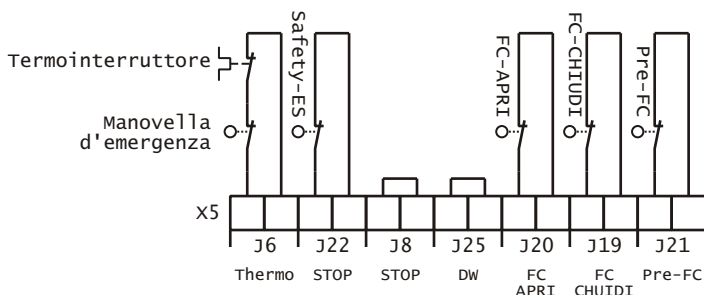 Termointerruttore
Manovella
d'emergenza
Safety-ES
FC-APRI
FC-CHIUDI
Pre-FC
X5
J6 J22 J8 J25 J20 J19 J21
Thermo STOP STOP DW FC APRI FC CHUIDI Pre-FC